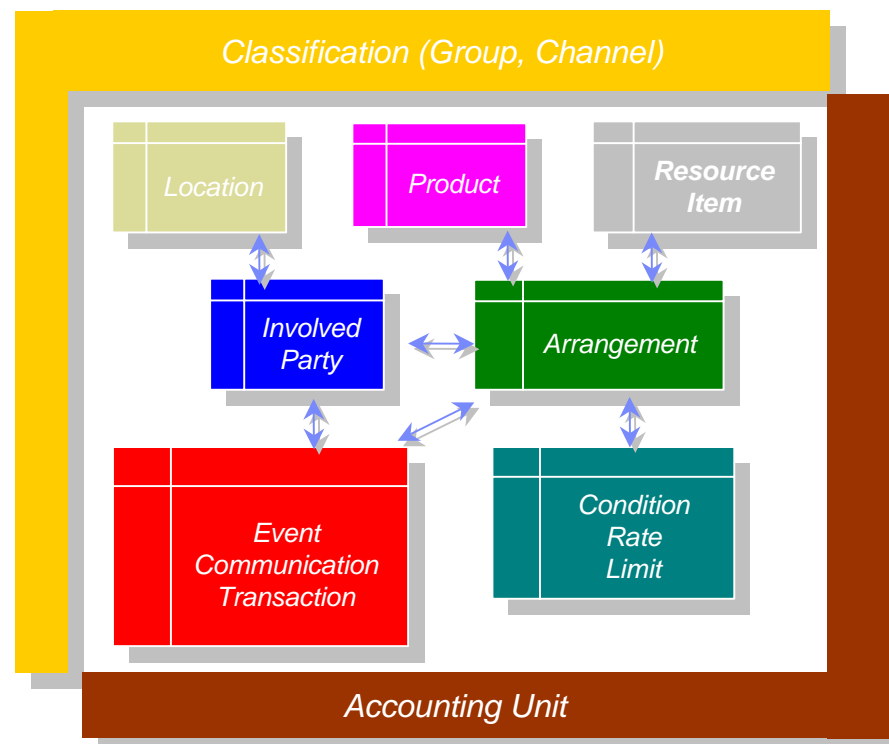 Classification (Group, Channel)
Location
Product
Resource
Item
Involved
Party
Arrangement
Event
Communication
Transaction
Condition
Rate
Limit
Accounting Unit